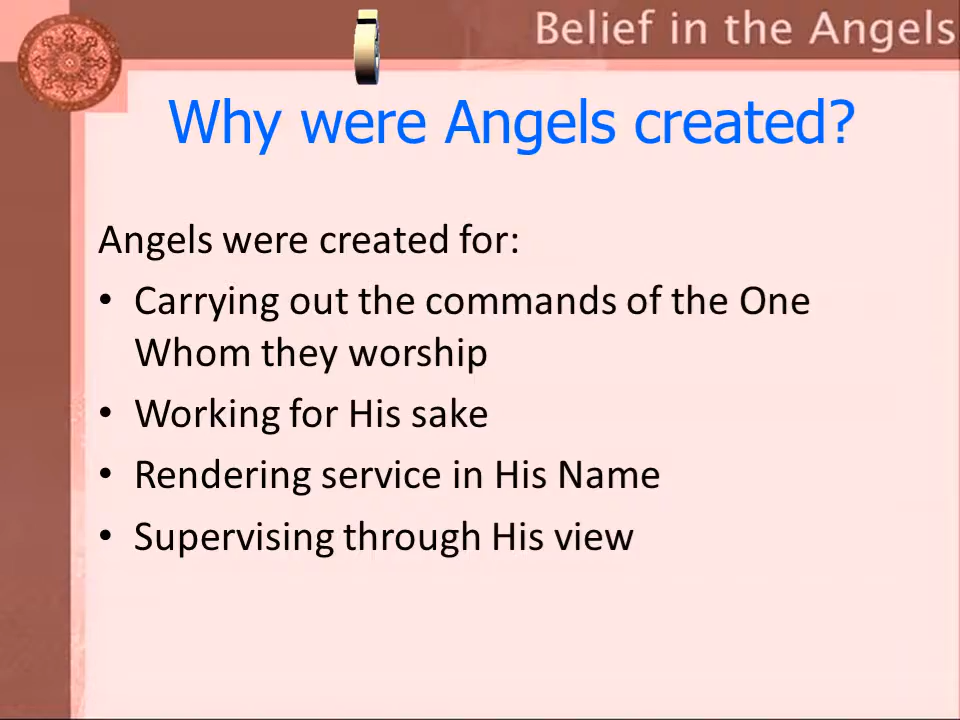 Belief in the Angels
Why were Angels created?
Angels were created for:
• Carrying out the commands of the One
Whom they worship
• Working for His sake
• Rendering service in His Name
• Supervising through His view